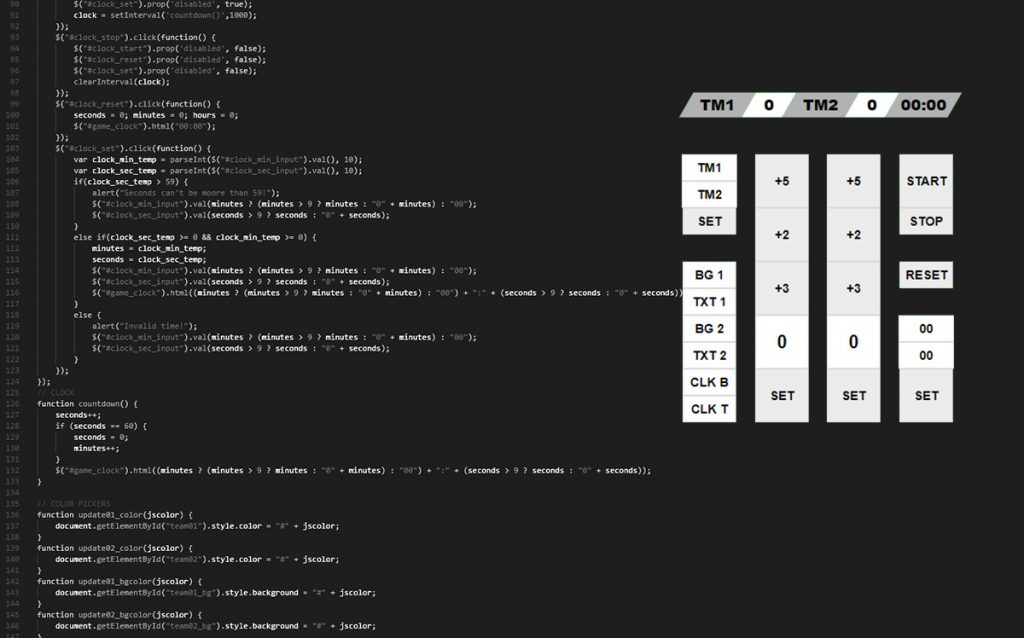 90 $("#clock_set").prop('disabled', true);
91 clock = setInterval('countdown()',1000);
92 });
93 $("#clock_stop").click(function() {
94 $("#clock_start").prop('disabled', false);
95 $("#clock_reset").prop('disabled', false);
96 $("#clock_set").prop('disabled', false);
97 clearInterval(clock);
98 });
99 $("#clock_reset").click(function() {
100 seconds = 0; minutes = 0; hours = 0;
101 $("#game_clock").html("00:00");
102 });
103 $("#clock_set").click(function() {
104 var clock_min_temp = parseInt($("#clock_min_input").val(), 10);
105 var clock_sec_temp = parseInt($("#clock_sec_input").val(), 10);
106 if(clock_sec_temp > 59) {
107 alert("Seconds can't be moore than 59!");
108 $("#clock_min_input").val(minutes ? (minutes > 9 ? minutes : "0" + minutes) : "00");
109 $("#clock_sec_input").val(seconds > 9 ? seconds : "0" + seconds);
110 }
111 else if(clock_sec_temp >= 0 && clock_min_temp >= 0) {
112 minutes = clock_min_temp;
113 seconds = clock_sec_temp;
114 $("#clock_min_input").val(minutes ? (minutes > 9 ? minutes : "0" + minutes) : "00");
115 $("#clock_sec_input").val(seconds > 9 ? seconds : "0" + seconds);
116 $("#game_clock").html((minutes ? (minutes > 9 ? minutes : "0" + minutes) : "00") + ":" + (seconds > 9 ? seconds : "0" + seconds))
117 }
118 else {
119 alert("Invalid time!");
120 $("#clock_min_input").val(minutes ? (minutes > 9 ? minutes : "0" + minutes) : "00");
121 $("#clock_sec_input").val(seconds > 9 ? seconds : "0" + seconds);
122 }
123 });
124 });
125 // CLOCK
126 function countdown() {
127 seconds++;
128 if (seconds == 60) {
129 seconds = 0;
130 minutes++;
131 }
132 $("#game_clock").html((minutes ? (minutes > 9 ? minutes : "0" + minutes) : "00") + ":" + (seconds > 9 ? seconds : "0" + seconds));
133 }
134
135 // COLOR PICKERS
136 function update01_color(jscolor) {
137 document.getElementById("team01").style.color = "#" + jscolor;
138 }
139 function update02_color(jscolor) {
140 document.getElementById("team02").style.color = "#" + jscolor;
141 }
142 function update01_bgcolor(jscolor) {
143 document.getElementById("team01_bg").style.background = "#" + jscolor;
144 }
145 function update02_bgcolor(jscolor) {
146 document.getElementById("team02_bg").style.background = "#" + jscolor;
TM1 0 TM2 0 00:00
TM1
TM2
SET
BG 1
TXT 1
BG 2
TXT 2
CLK B
CLK T
+5
+2
+3
0
SET
+5
+2
+3
0
SET
START
STOP
RESET
00
00
SET